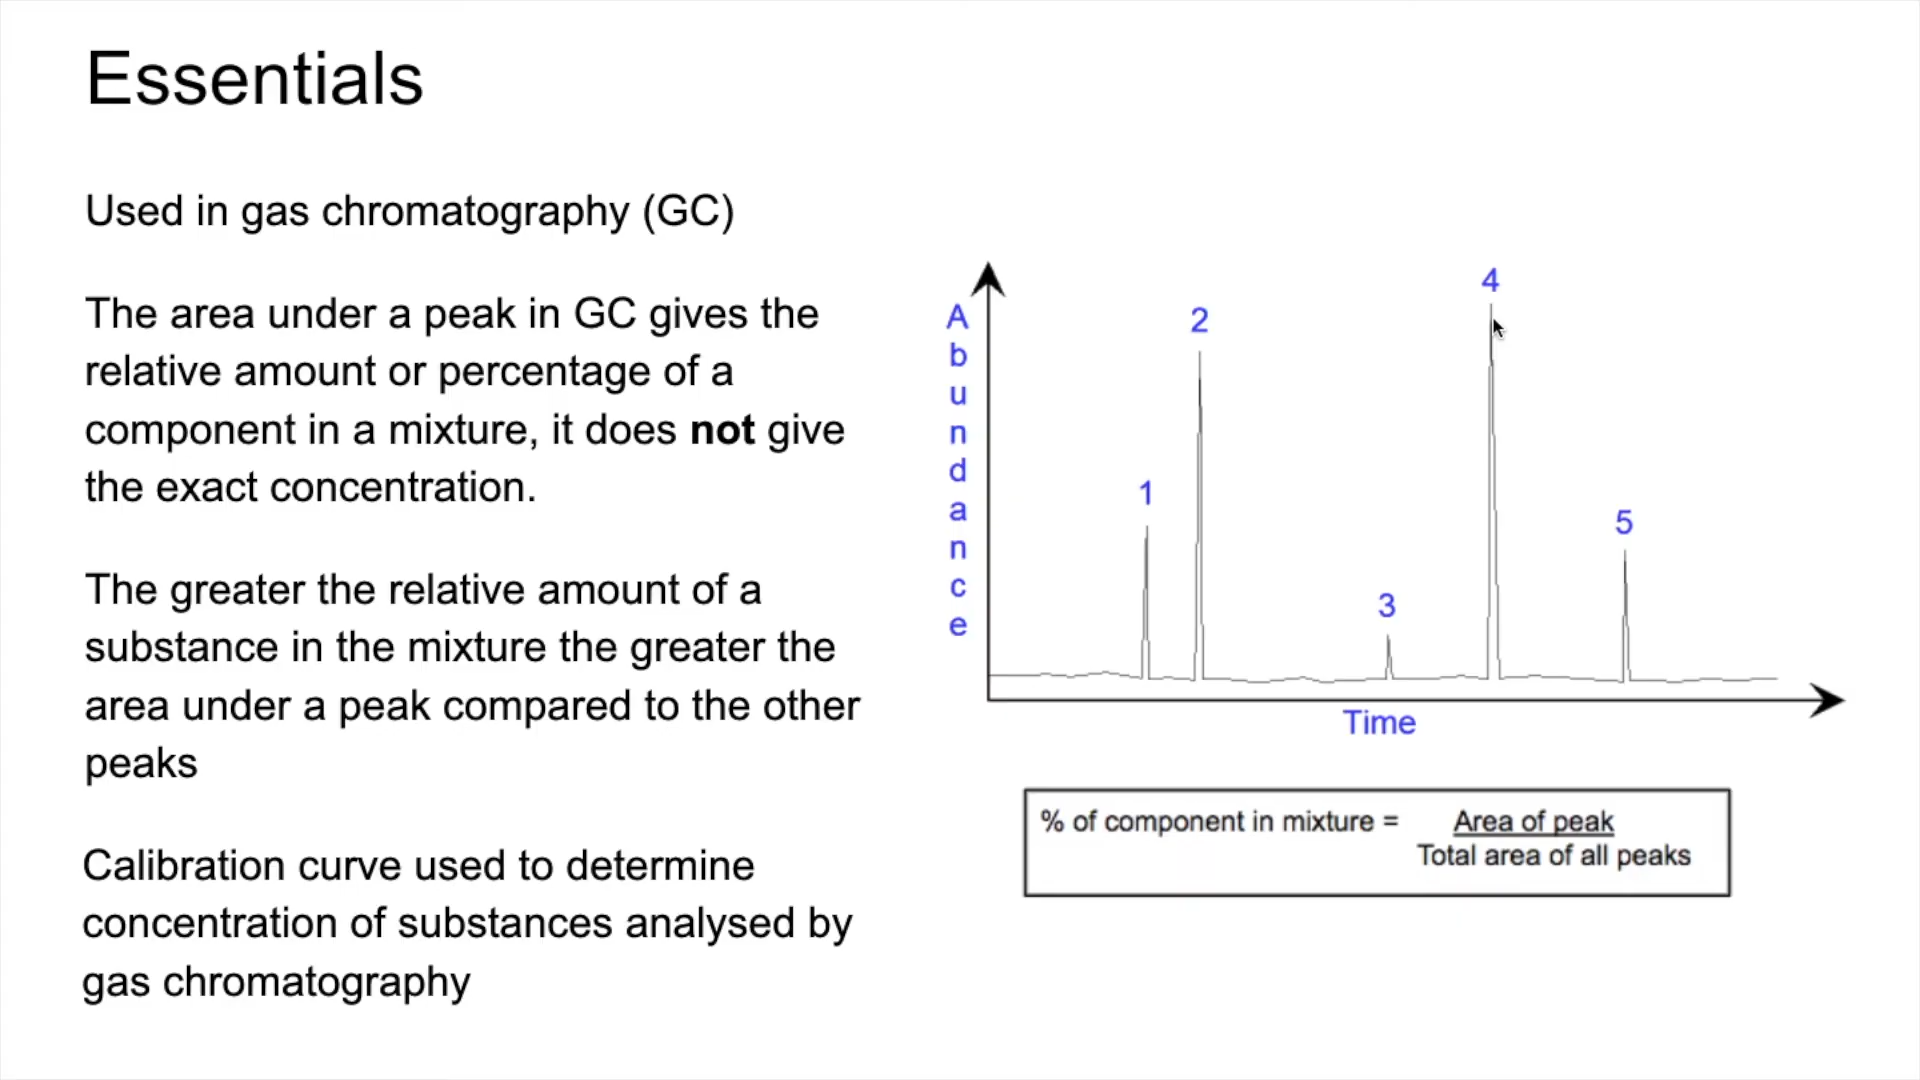 Essentials
Used in gas chromatography (GC)
The area under a peak in GC gives the
relative amount or percentage of a
component in a mixture, it does not give
the exact concentration.
The greater the relative amount of a
substance in the mixture the greater the
area under a peak compared to the other
peaks
Calibration curve used to determine
concentration of substances analysed by
gas chromatography
Abundance
1
2
3
4
5
Time
% of component in mixture = Area of peak
Total area of all peaks